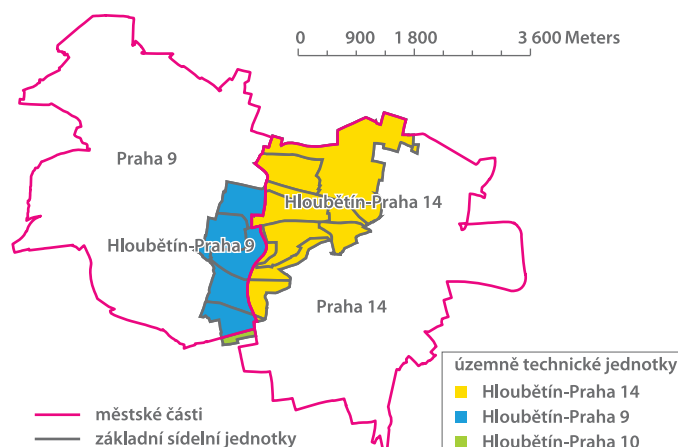 0 900 1 800 3 600 Meters
Praha 9
Hloubětín-Praha 14
Hloubětín-Praha 9
Praha 14
územně technické jednotky
Hloubětín-Praha 14
Hloubětín-Praha 9
Hloubětín-Praha 10
městské části
základní sídelní jednotky